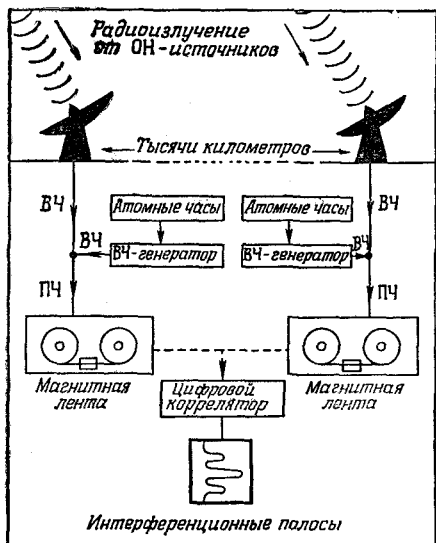 Радиоизлучение
от ОН-источников
Тысячи километров
ВЧ
Атомные часы
Атомные часы
ВЧ
ВЧ
ВЧ-генератор
ВЧ-генератор
ВЧ
ПЧ
ПЧ
Магнитная
лента
Цифровой
коррелятор
Магнитная
лента
Интерференционные полосы